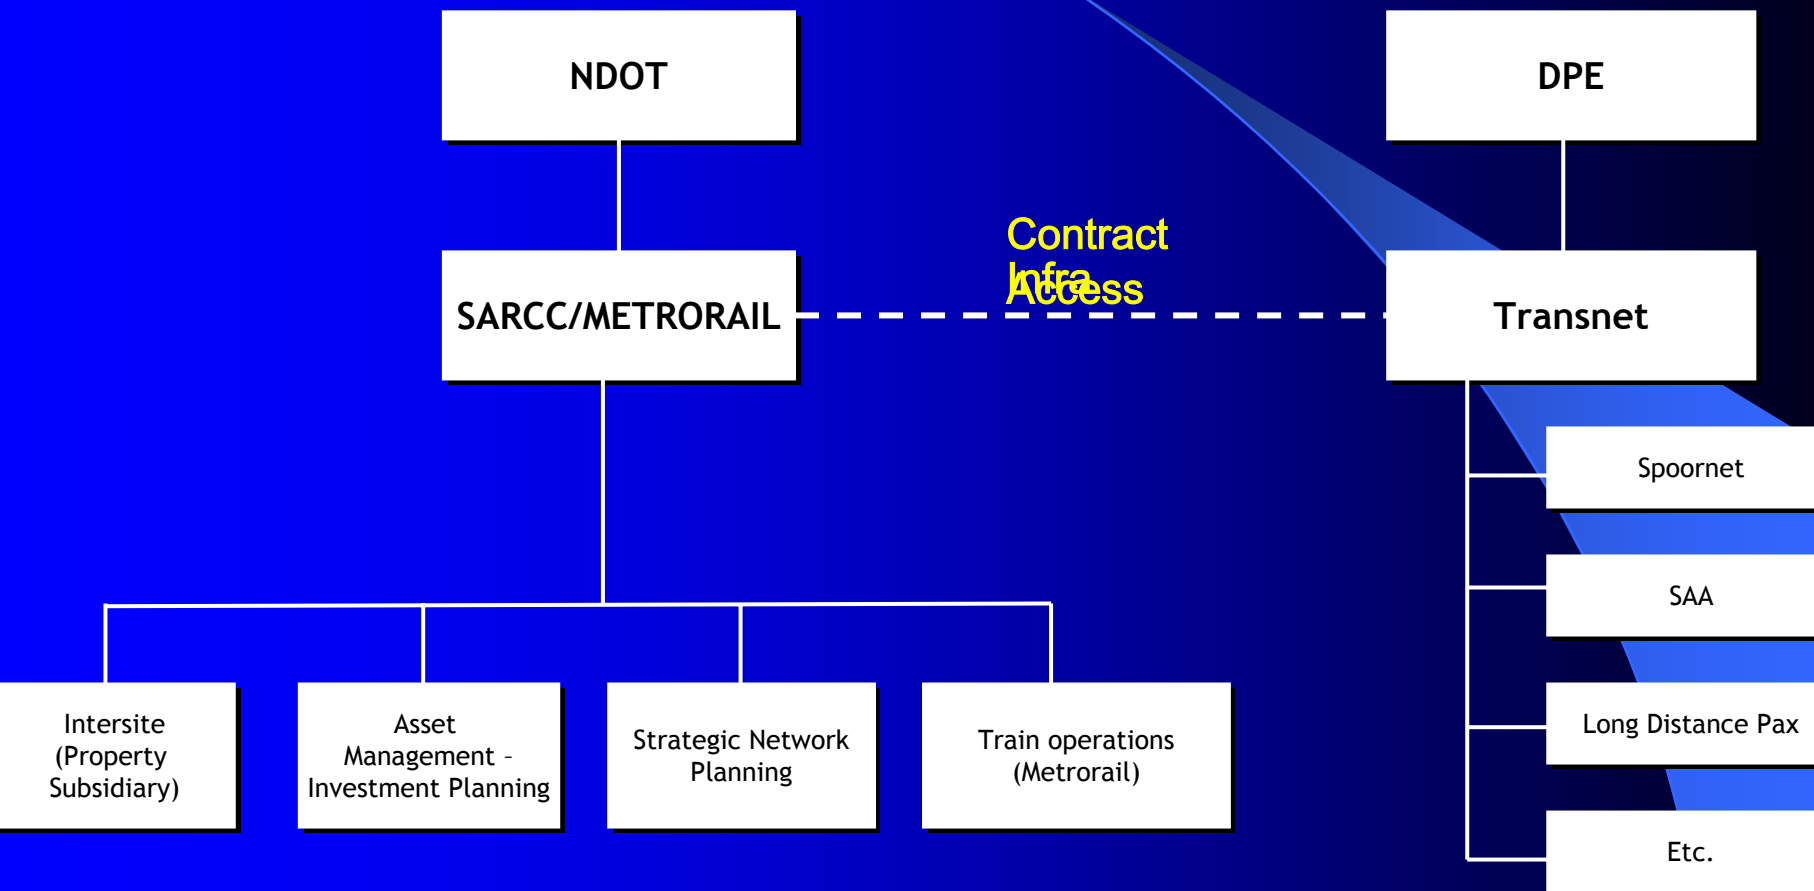 NDOT
DPE
Contract
Infra
Access
SARCC/METRORAIL
Transnet
Spoornet
SAA
Long Distance Pax
Etc.
Intersite
(Property
Subsidiary)
Asset
Management –
Investment Planning
Strategic Network
Planning
Train operations
(Metrorail)